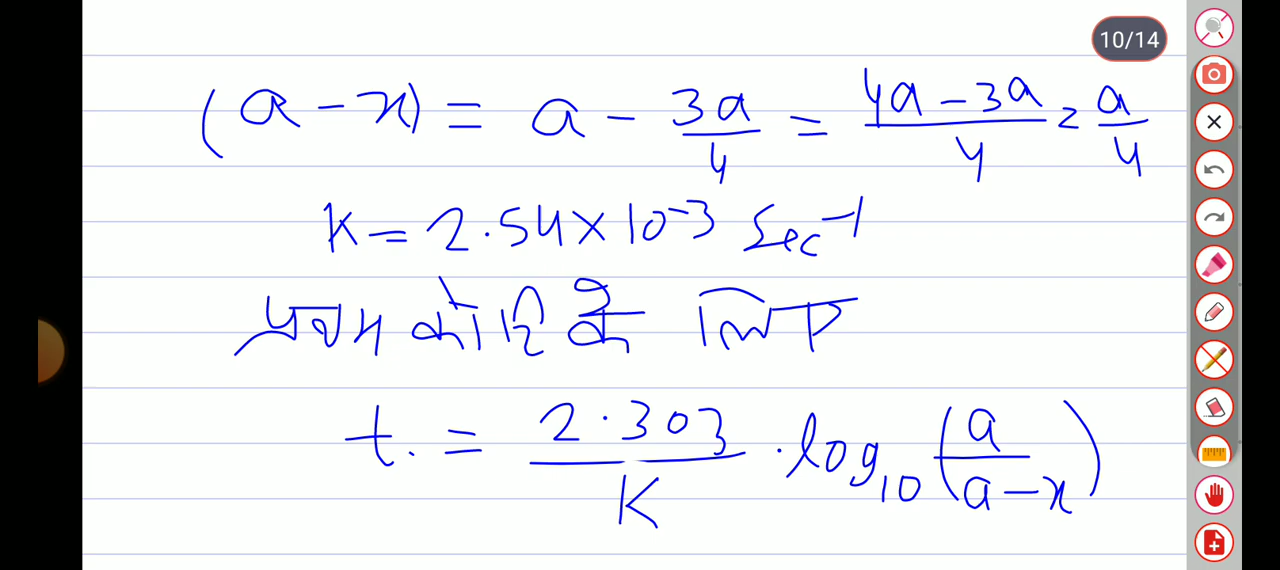 10/14
(a - x) = a - 3a/4 = (4a - 3a)/4 = a/4
K = 2.54 × 10⁻³ Sec⁻¹
प्रथम कोटि के लिए
t. = 2.303/K · log₁₀ (a/(a - x))